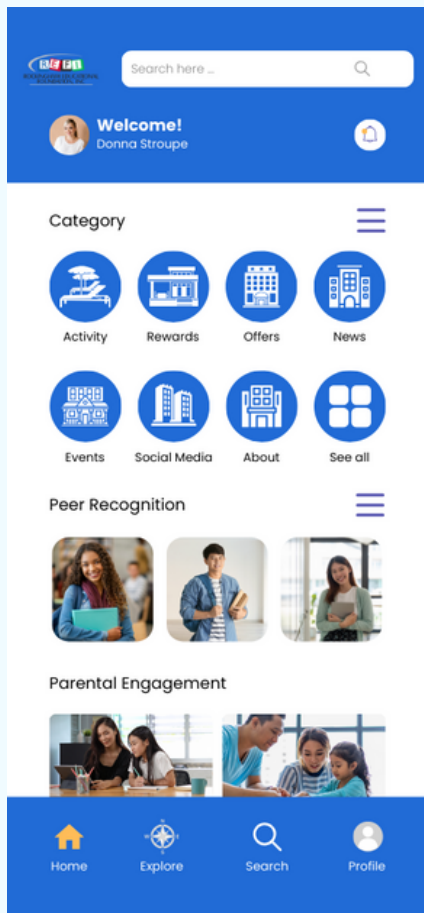 REFI
Search here ...
Welcome!
Donna Stroupe
Category
Activity
Rewards
Offers
News
Events
Social Media
About
See all
Peer Recognition
Parental Engagement
Home
Explore
Search
Profile